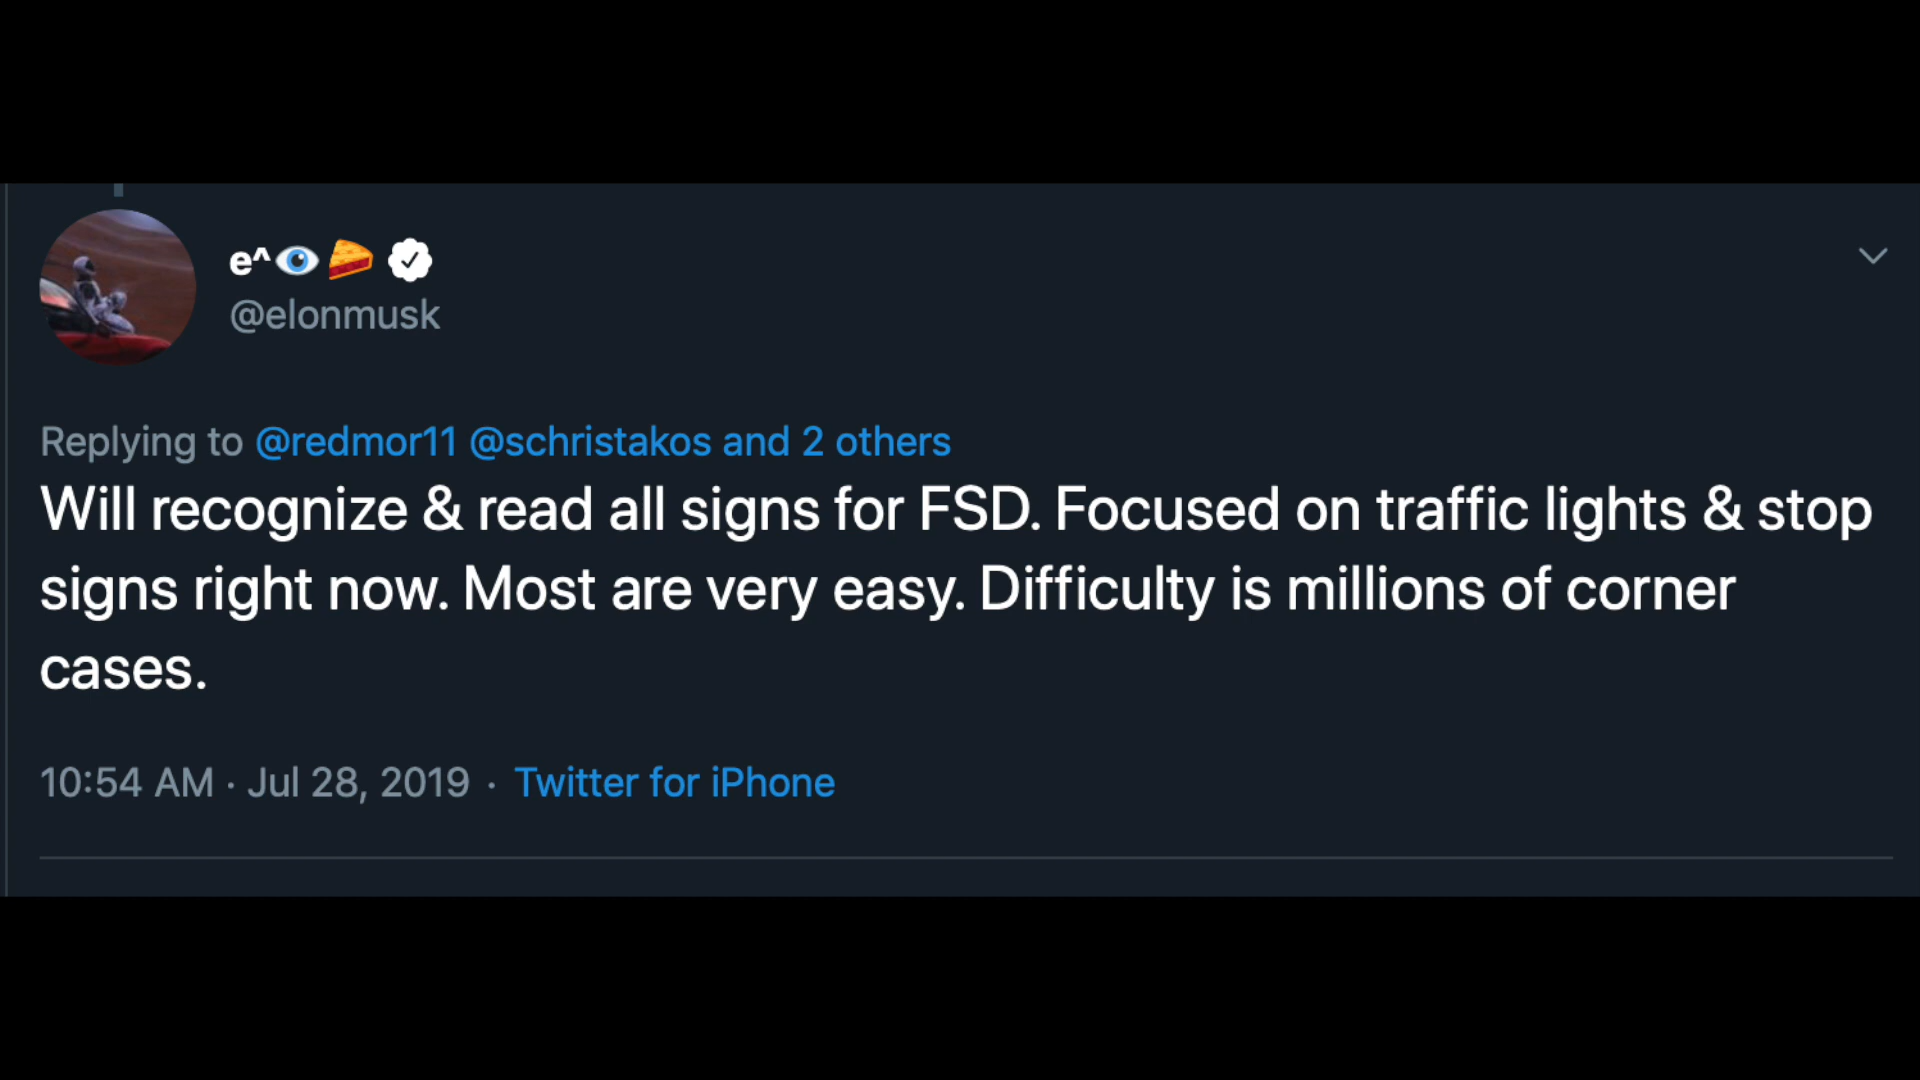 e^👁🥧
@elonmusk
Replying to @redmor11 @schristakos and 2 others
Will recognize & read all signs for FSD. Focused on traffic lights & stop
signs right now. Most are very easy. Difficulty is millions of corner
cases.
10:54 AM · Jul 28, 2019 · Twitter for iPhone